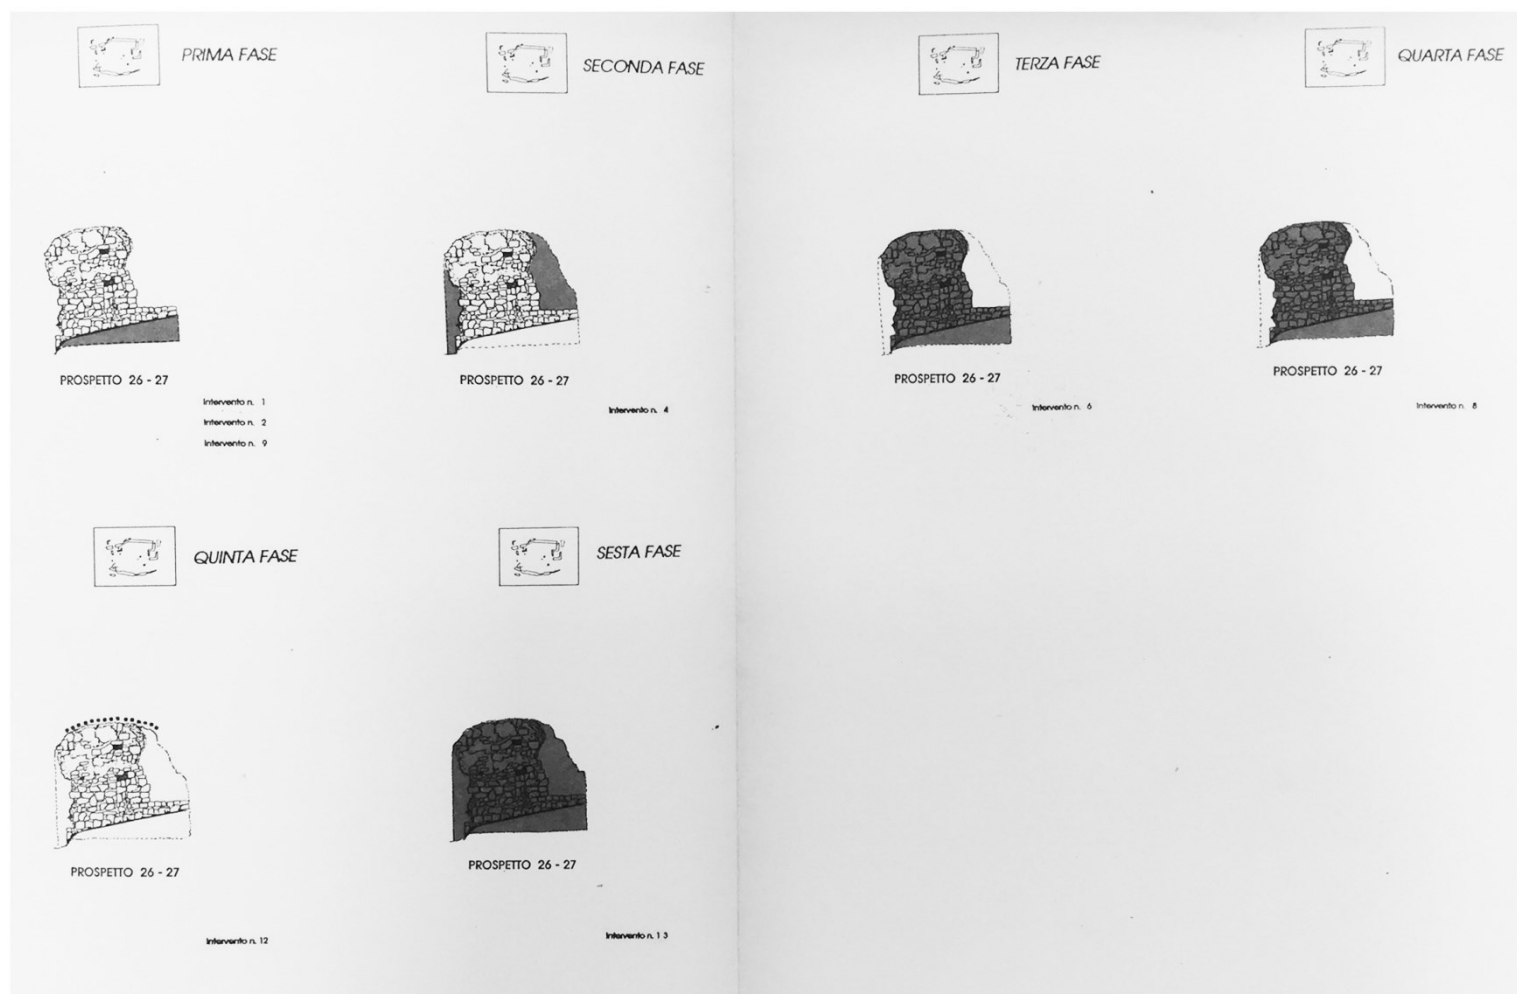 PRIMA FASE
PROSPETTO 26 - 27
Intervento n. 1
Intervento n. 2
Intervento n. 9
SECONDA FASE
PROSPETTO 26 - 27
Intervento n. 4
TERZA FASE
PROSPETTO 26 - 27
Intervento n. 6
QUARTA FASE
PROSPETTO 26 - 27
Intervento n. 8
QUINTA FASE
PROSPETTO 26 - 27
Intervento n. 12
SESTA FASE
PROSPETTO 26 - 27
Intervento n. 1 3